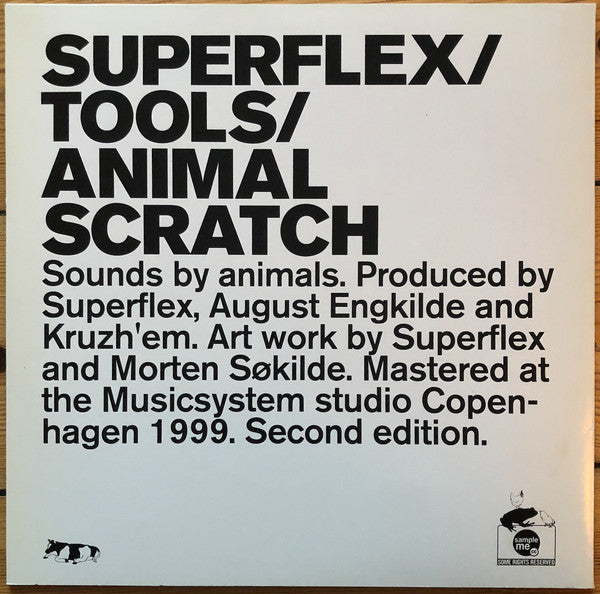 SUPERFLEX/
TOOLS/
ANIMAL
SCRATCH
Sounds by animals. Produced by
Superflex, August Engkilde and
Kruzh'em. Art work by Superflex
and Morten Søkilde. Mastered at
the Musicsystem studio Copen-
hagen 1999. Second edition.
sample
me
cc
SOME RIGHTS RESERVED